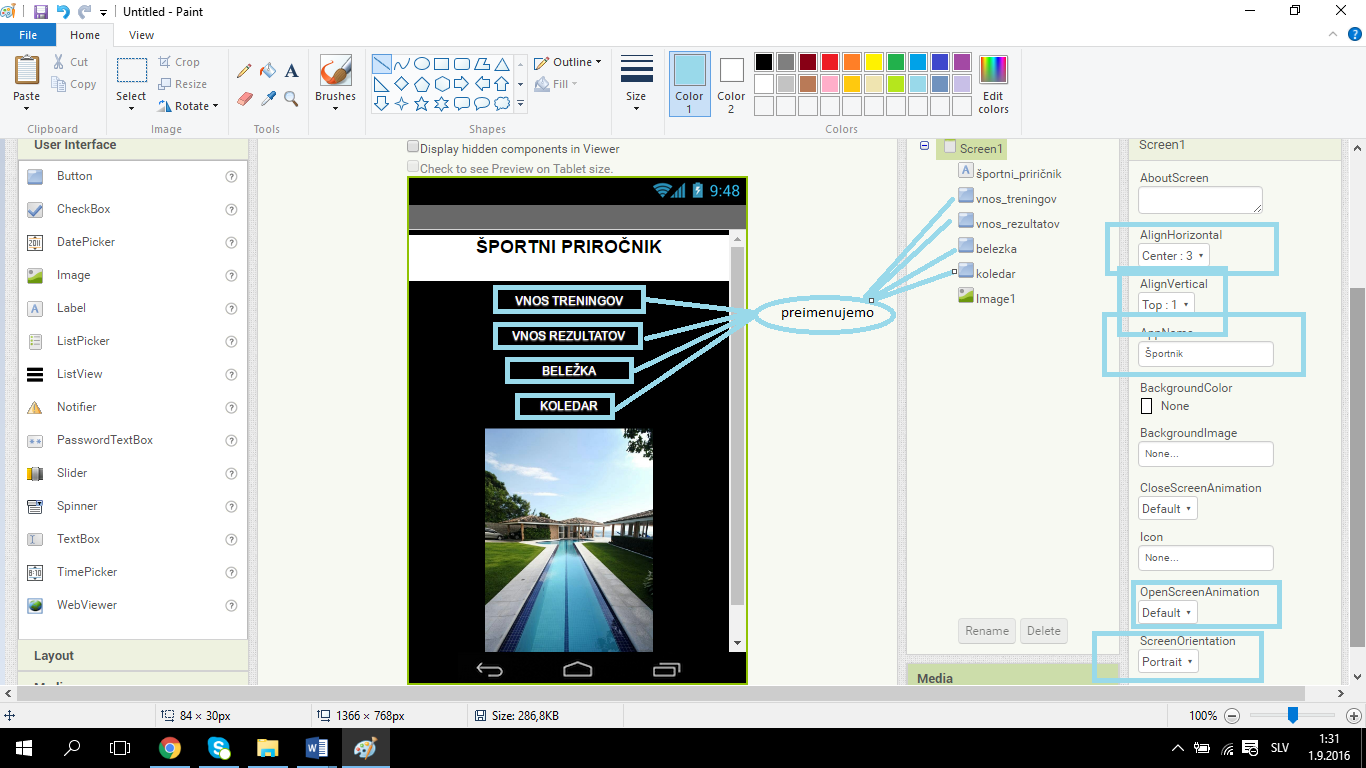 Untitled - Paint
File
Home
View
Paste
Cut
Copy
Clipboard
Select
Crop
Resize
Rotate
Image
A
Tools
Brushes
Outline
Fill
Shapes
Size
Color 1
Color 2
Edit colors
Colors
User Interface
Button
CheckBox
DatePicker
Image
Label
ListPicker
ListView
Notifier
PasswordTextBox
Slider
Spinner
TextBox
TimePicker
WebViewer
Layout
Display hidden components in Viewer
Check to see Preview on Tablet size.
9:48
ŠPORTNI PRIROČNIK
VNOS TRENINGOV
VNOS REZULTATOV
BELEŽKA
KOLEDAR
preimenujemo
Screen1
športni_priričnik
vnos_treningov
vnos_rezultatov
belezka
koledar
Image1
Rename
Delete
Media
Screen1
AboutScreen
AlignHorizontal
Center : 3
AlignVertical
Top : 1
AppName
Športnik
BackgroundColor
None
BackgroundImage
None...
CloseScreenAnimation
Default
Icon
None...
OpenScreenAnimation
Default
ScreenOrientation
Portrait
84 × 30px
1366 × 768px
Size: 286,8KB
100%
SLV
1:31
1.9.2016